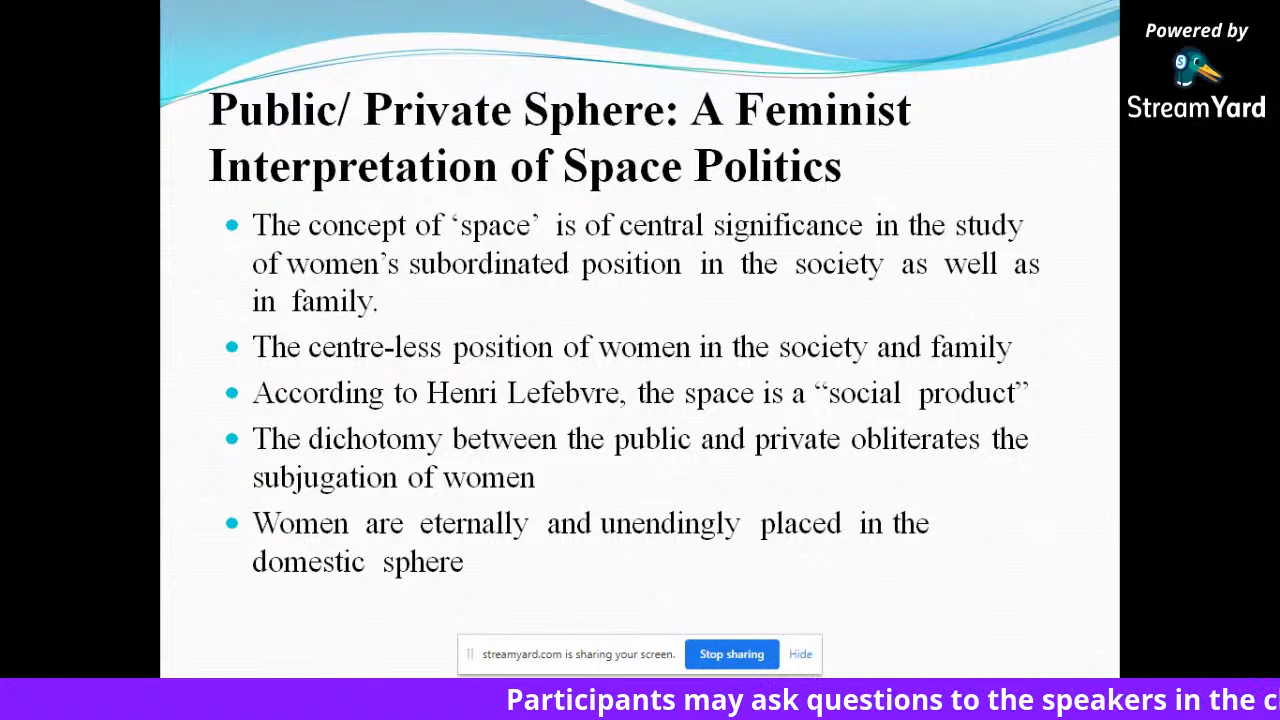 Powered by
StreamYard
Public/ Private Sphere: A Feminist
Interpretation of Space Politics
The concept of ‘space’ is of central significance in the study
of women’s subordinated position in the society as well as
in family.
The centre-less position of women in the society and family
According to Henri Lefebvre, the space is a “social product”
The dichotomy between the public and private obliterates the
subjugation of women
Women are eternally and unendingly placed in the
domestic sphere
streamyard.com is sharing your screen. Stop sharing Hide
Participants may ask questions to the speakers in the